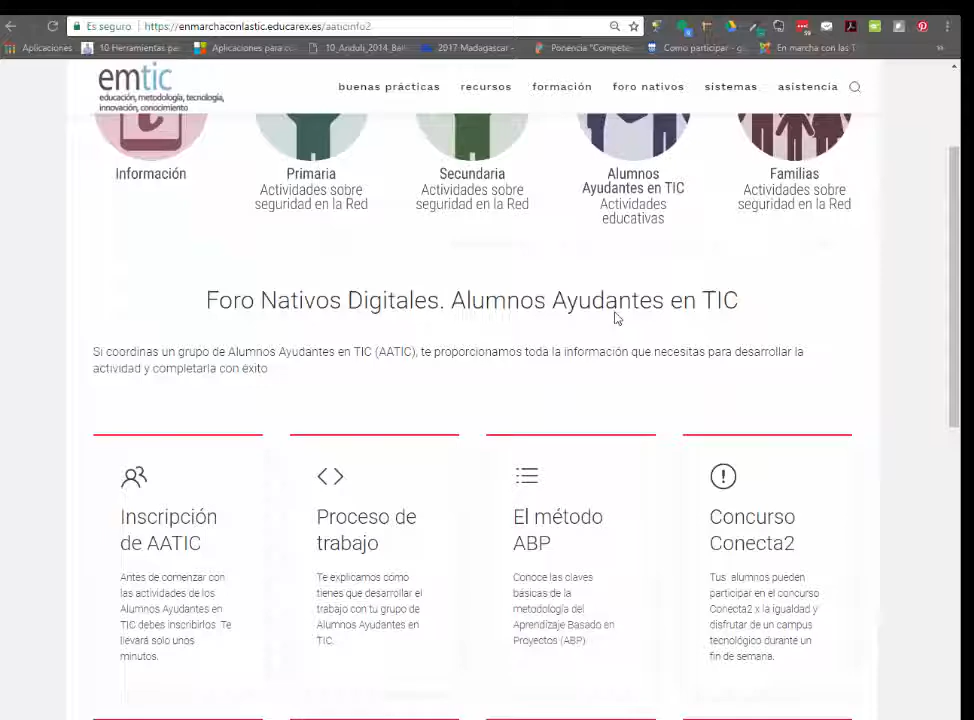 Es seguro | https://enmarchaconlastic.educarex.es/aaticinfo2
Aplicaciones 10 Herramientas pa Aplicaciones para cu 10_Anduli_2014_Bai 2017 Madagascar - Ponencia "Compete Como participar - g En marcha con las T »
emtic
educación, metodología, tecnología,
innovación, conocimiento
buenas prácticas recursos formación foro nativos sistemas asistencia
Información
Primaria
Actividades sobre
seguridad en la Red
Secundaria
Actividades sobre
seguridad en la Red
Alumnos
Ayudantes en TIC
Actividades
educativas
Familias
Actividades sobre
seguridad en la Red
Foro Nativos Digitales. Alumnos Ayudantes en TIC
Si coordinas un grupo de Alumnos Ayudantes en TIC (AATIC), te proporcionamos toda la información que necesitas para desarrollar la
actividad y completarla con éxito
Inscripción
de AATIC
Antes de comenzar con
las actividades de los
Alumnos Ayudantes en
TIC debes inscribirlos. Te
llevará solo unos
minutos.
Proceso de
trabajo
Te explicamos cómo
tienes que desarrollar el
trabajo con tu grupo de
Alumnos Ayudantes en
TIC.
El método
ABP
Conoce las claves
básicas de la
metodología del
Aprendizaje Basado en
Proyectos (ABP)
Concurso
Conecta2
Tus alumnos pueden
participar en el concurso
Conecta2 x la igualdad y
disfrutar de un campus
tecnológico durante un
fin de semana.